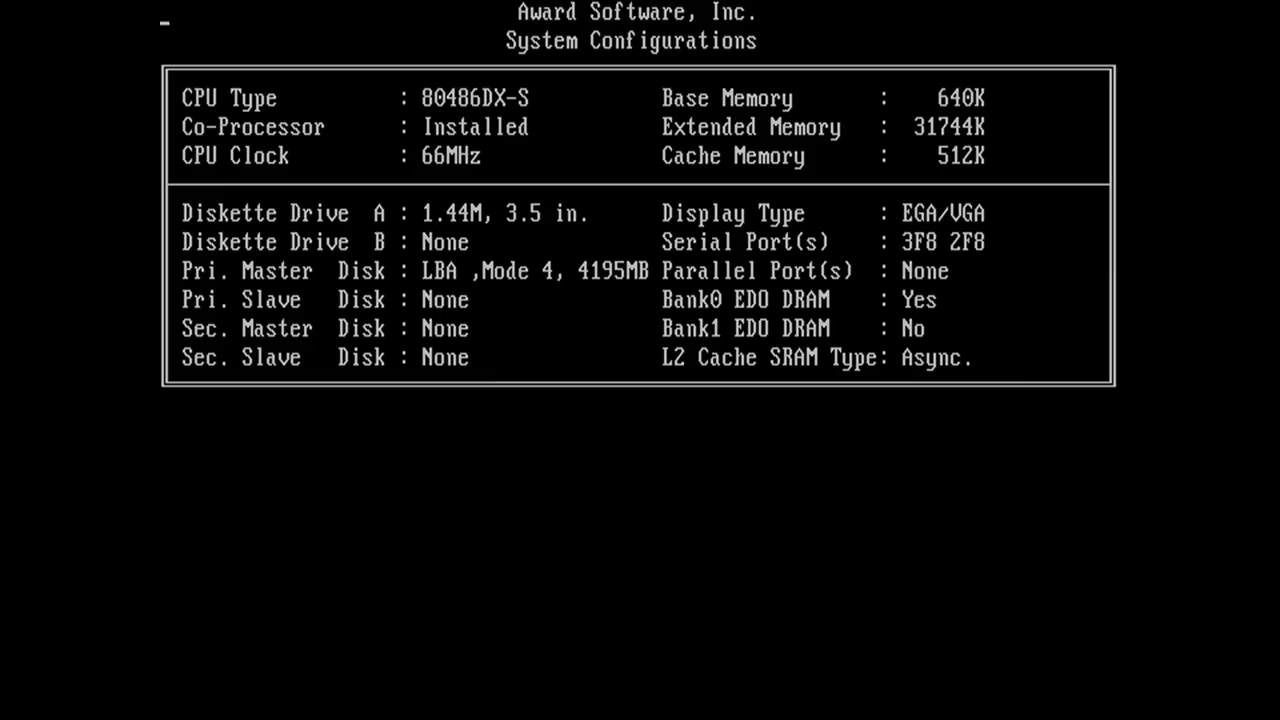 Award Software, Inc.
System Configurations
CPU Type : 80486DX-S Base Memory : 640K
Co-Processor : Installed Extended Memory : 31744K
CPU Clock : 66MHz Cache Memory : 512K
Diskette Drive A : 1.44M, 3.5 in. Display Type : EGA/VGA
Diskette Drive B : None Serial Port(s) : 3F8 2F8
Pri. Master Disk : LBA ,Mode 4, 4195MB Parallel Port(s) : None
Pri. Slave Disk : None Bank0 EDO DRAM : Yes
Sec. Master Disk : None Bank1 EDO DRAM : No
Sec. Slave Disk : None L2 Cache SRAM Type: Async.